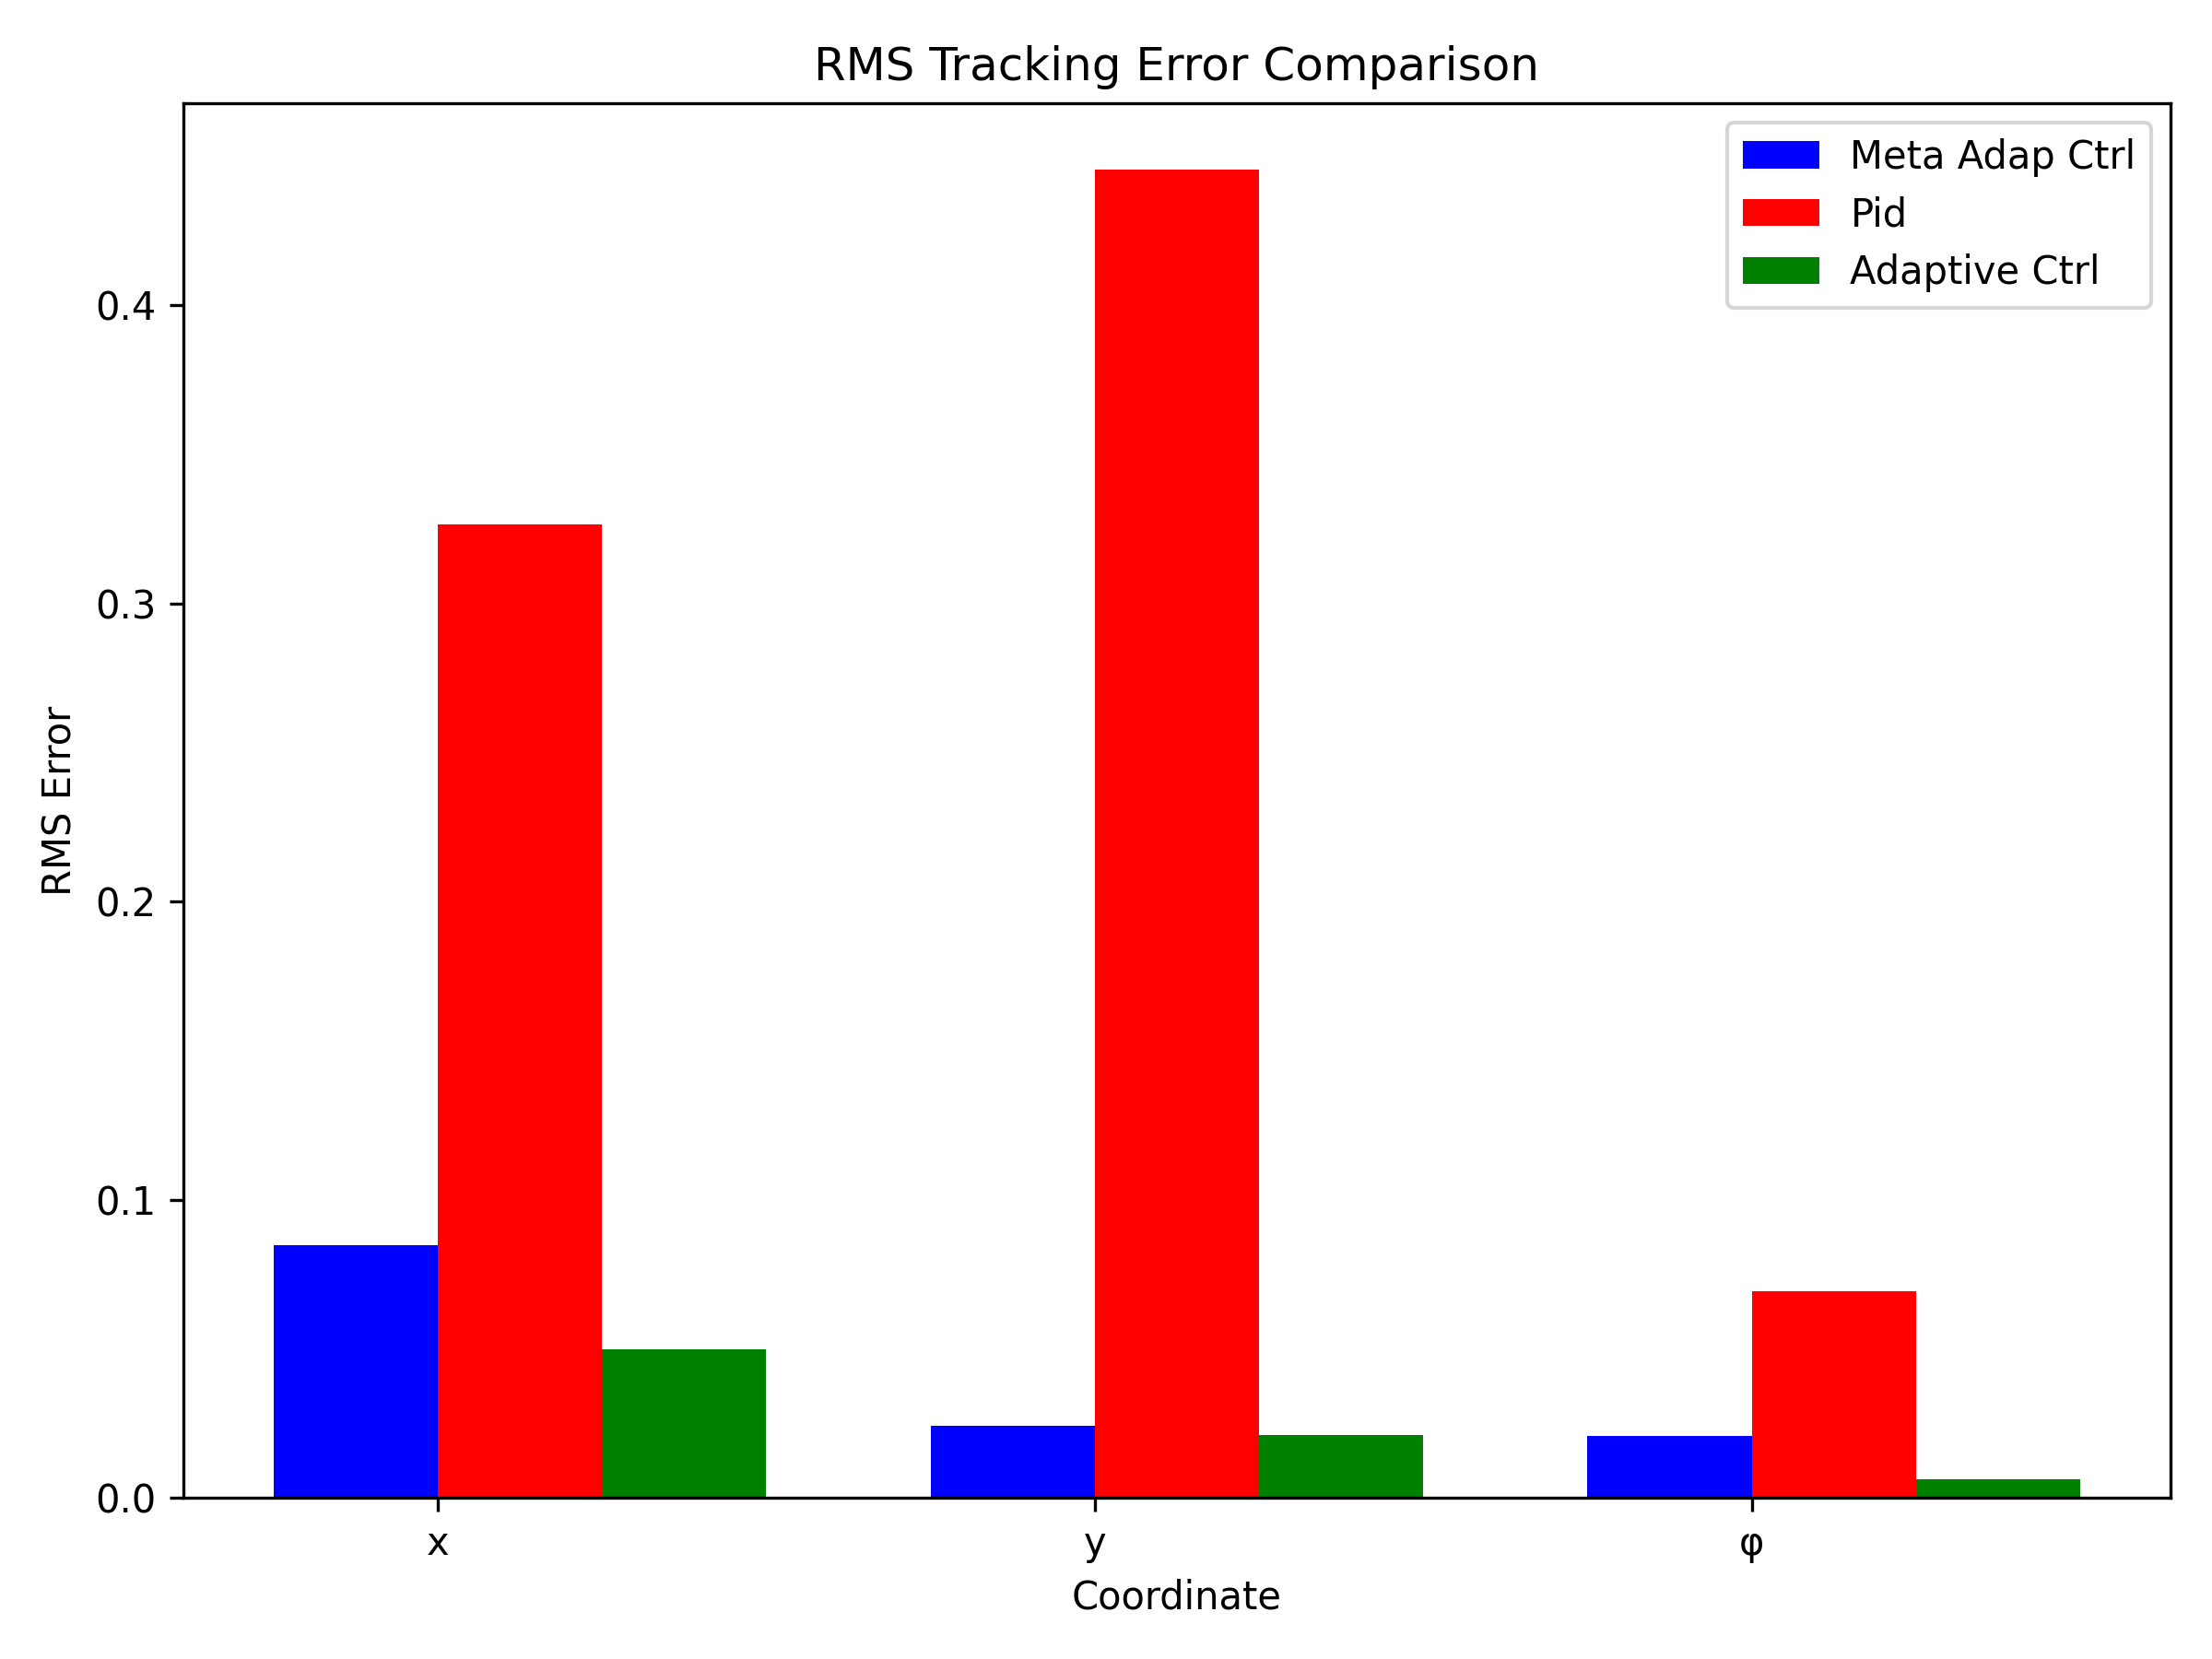 RMS Tracking Error Comparison
Meta Adap Ctrl
Pid
Adaptive Ctrl
RMS Error
0.4
0.3
0.2
0.1
0.0
x
y
φ
Coordinate